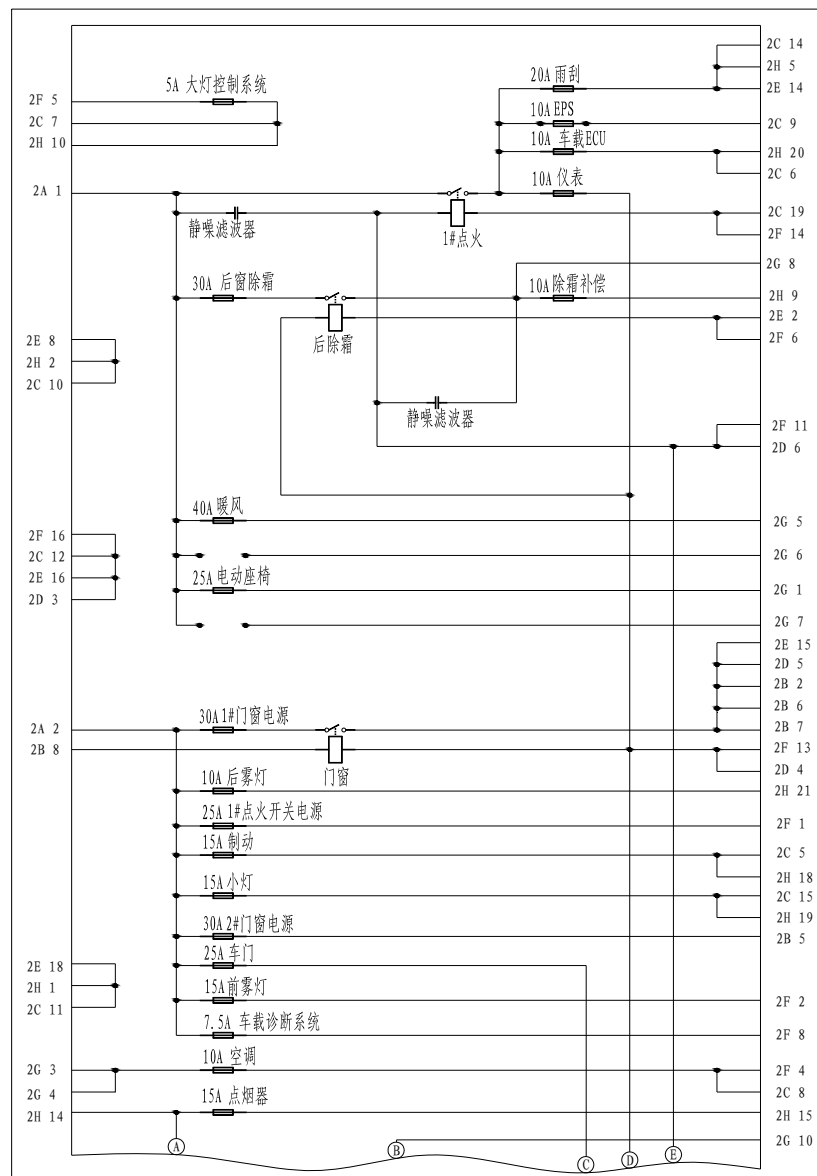 2C 14
2H 5
20A 雨刮
2E 14
5A 大灯控制系统
2F 5
10A EPS
2C 7
2C 9
2H 10
10A 车载ECU
2H 20
2C 6
2A 1
10A 仪表
2C 19
静噪滤波器
1#点火
2F 14
2G 8
30A 后窗除霜
10A 除霜补偿
2H 9
2E 2
2E 8
后除霜
2F 6
2H 2
2C 10
静噪滤波器
2F 11
2D 6
40A 暖风
2G 5
2F 16
2C 12
2G 6
2E 16
25A 电动座椅
2G 1
2D 3
2G 7
2E 15
2D 5
2B 2
2B 6
30A 1#门窗电源
2A 2
2B 7
2B 8
2F 13
门窗
2D 4
10A 后雾灯
2H 21
25A 1#点火开关电源
2F 1
15A 制动
2C 5
2H 18
15A 小灯
2C 15
2H 19
30A 2#门窗电源
2B 5
25A 车门
2E 18
2H 1
15A 前雾灯
2F 2
2C 11
7.5A 车载诊断系统
2F 8
10A 空调
2G 3
2F 4
2G 4
2C 8
15A 点烟器
2H 14
2H 15
2G 10
A
B
C
D
E